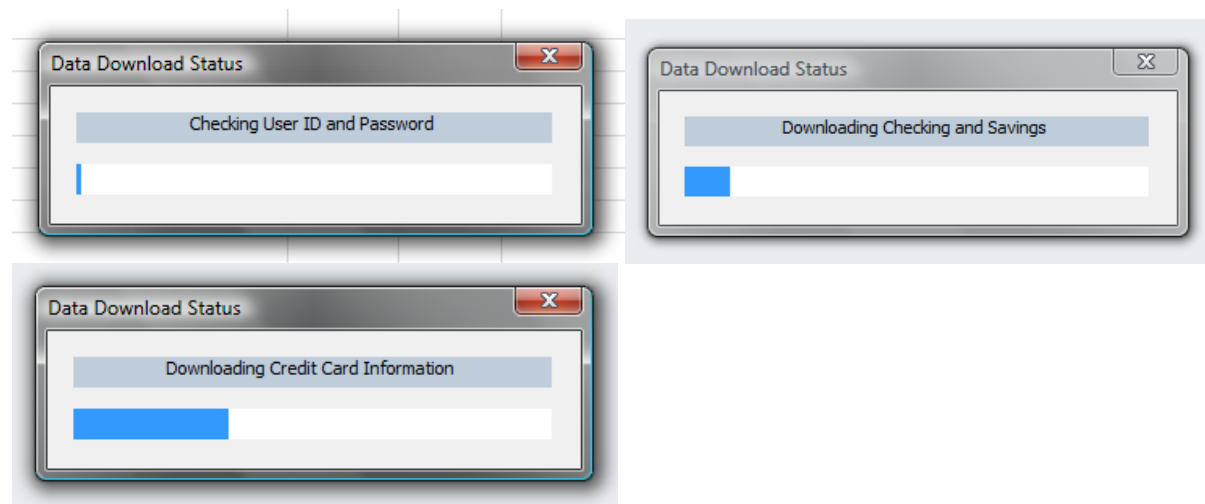 Data Download Status
Checking User ID and Password
Data Download Status
Downloading Checking and Savings
Data Download Status
Downloading Credit Card Information